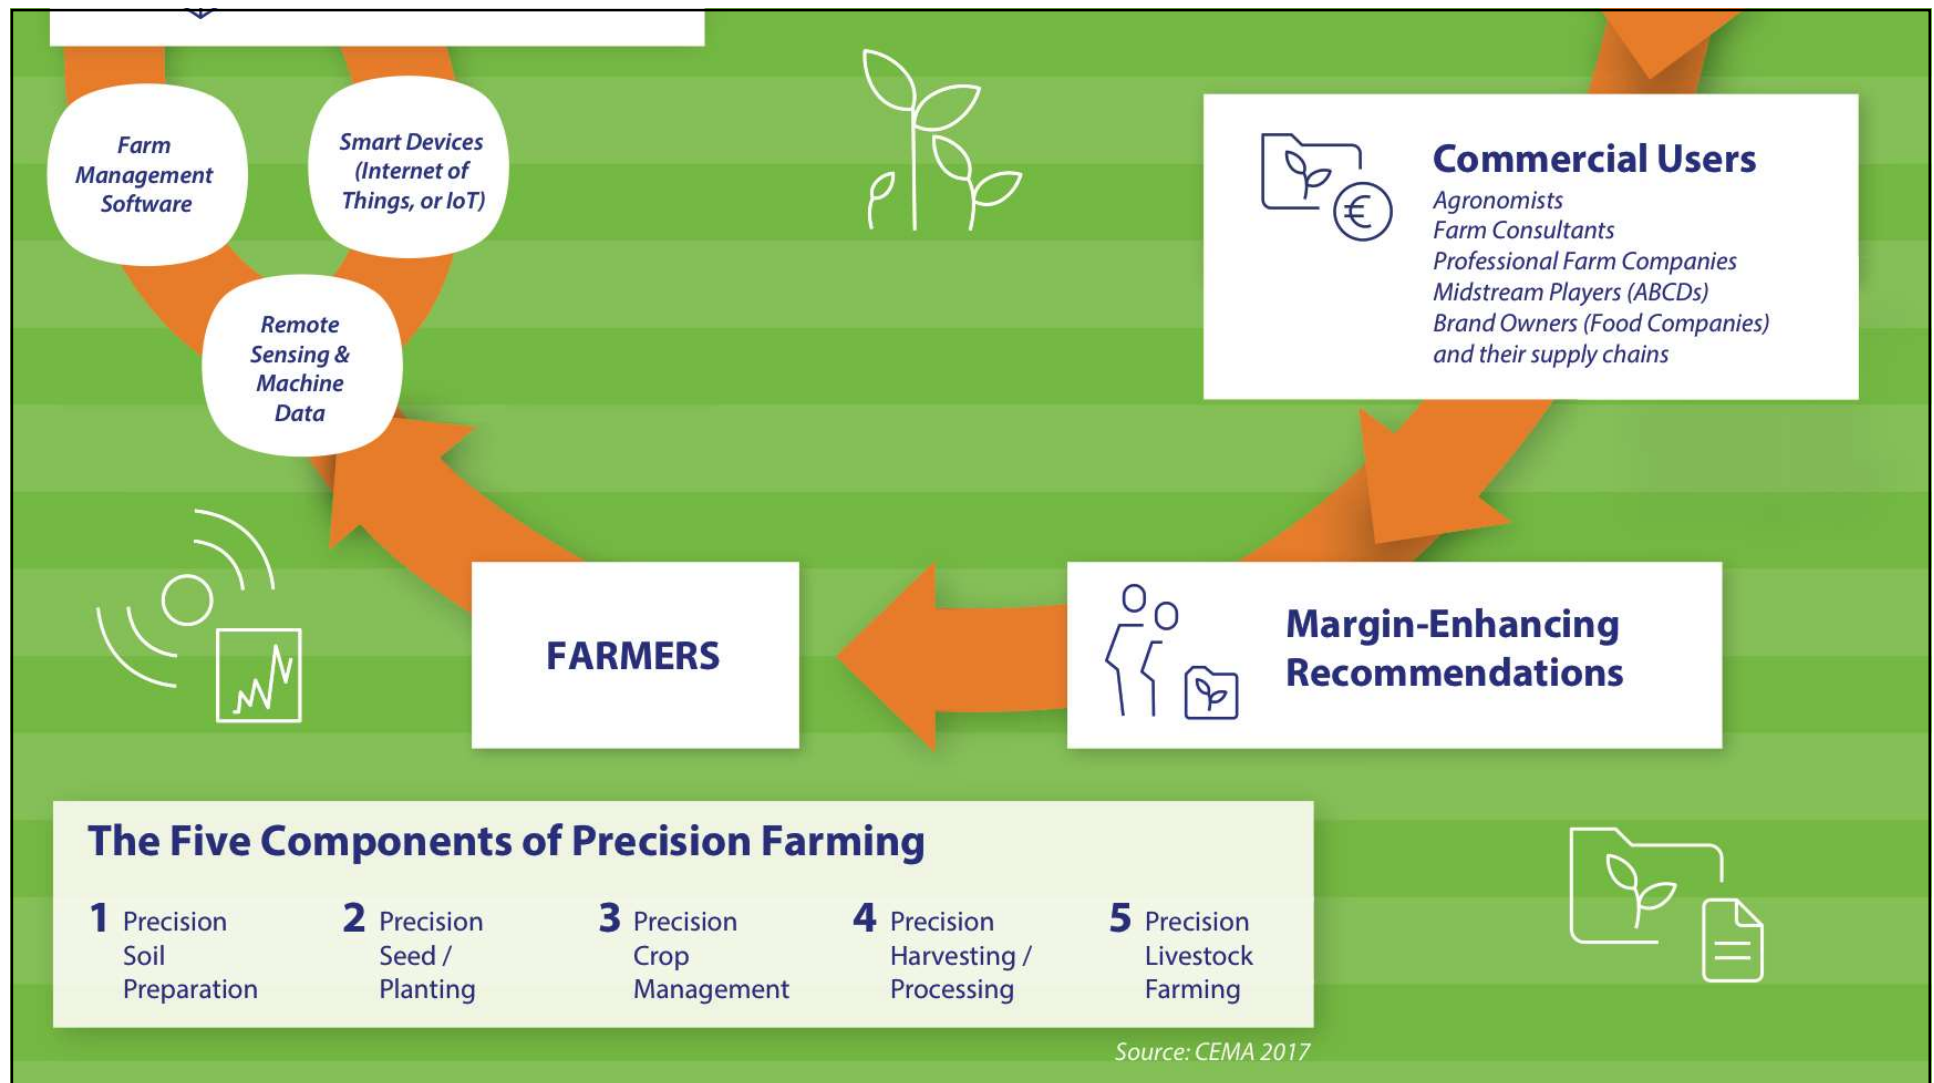 Farm
Management
Software
Smart Devices
(Internet of
Things, or IoT)
Remote
Sensing &
Machine
Data
Commercial Users
Agronomists
Farm Consultants
Professional Farm Companies
Midstream Players (ABCDs)
Brand Owners (Food Companies)
and their supply chains
€
FARMERS
Margin-Enhancing
Recommendations
The Five Components of Precision Farming
1 Precision
Soil
Preparation
2 Precision
Seed /
Planting
3 Precision
Crop
Management
4 Precision
Harvesting /
Processing
5 Precision
Livestock
Farming
Source: CEMA 2017